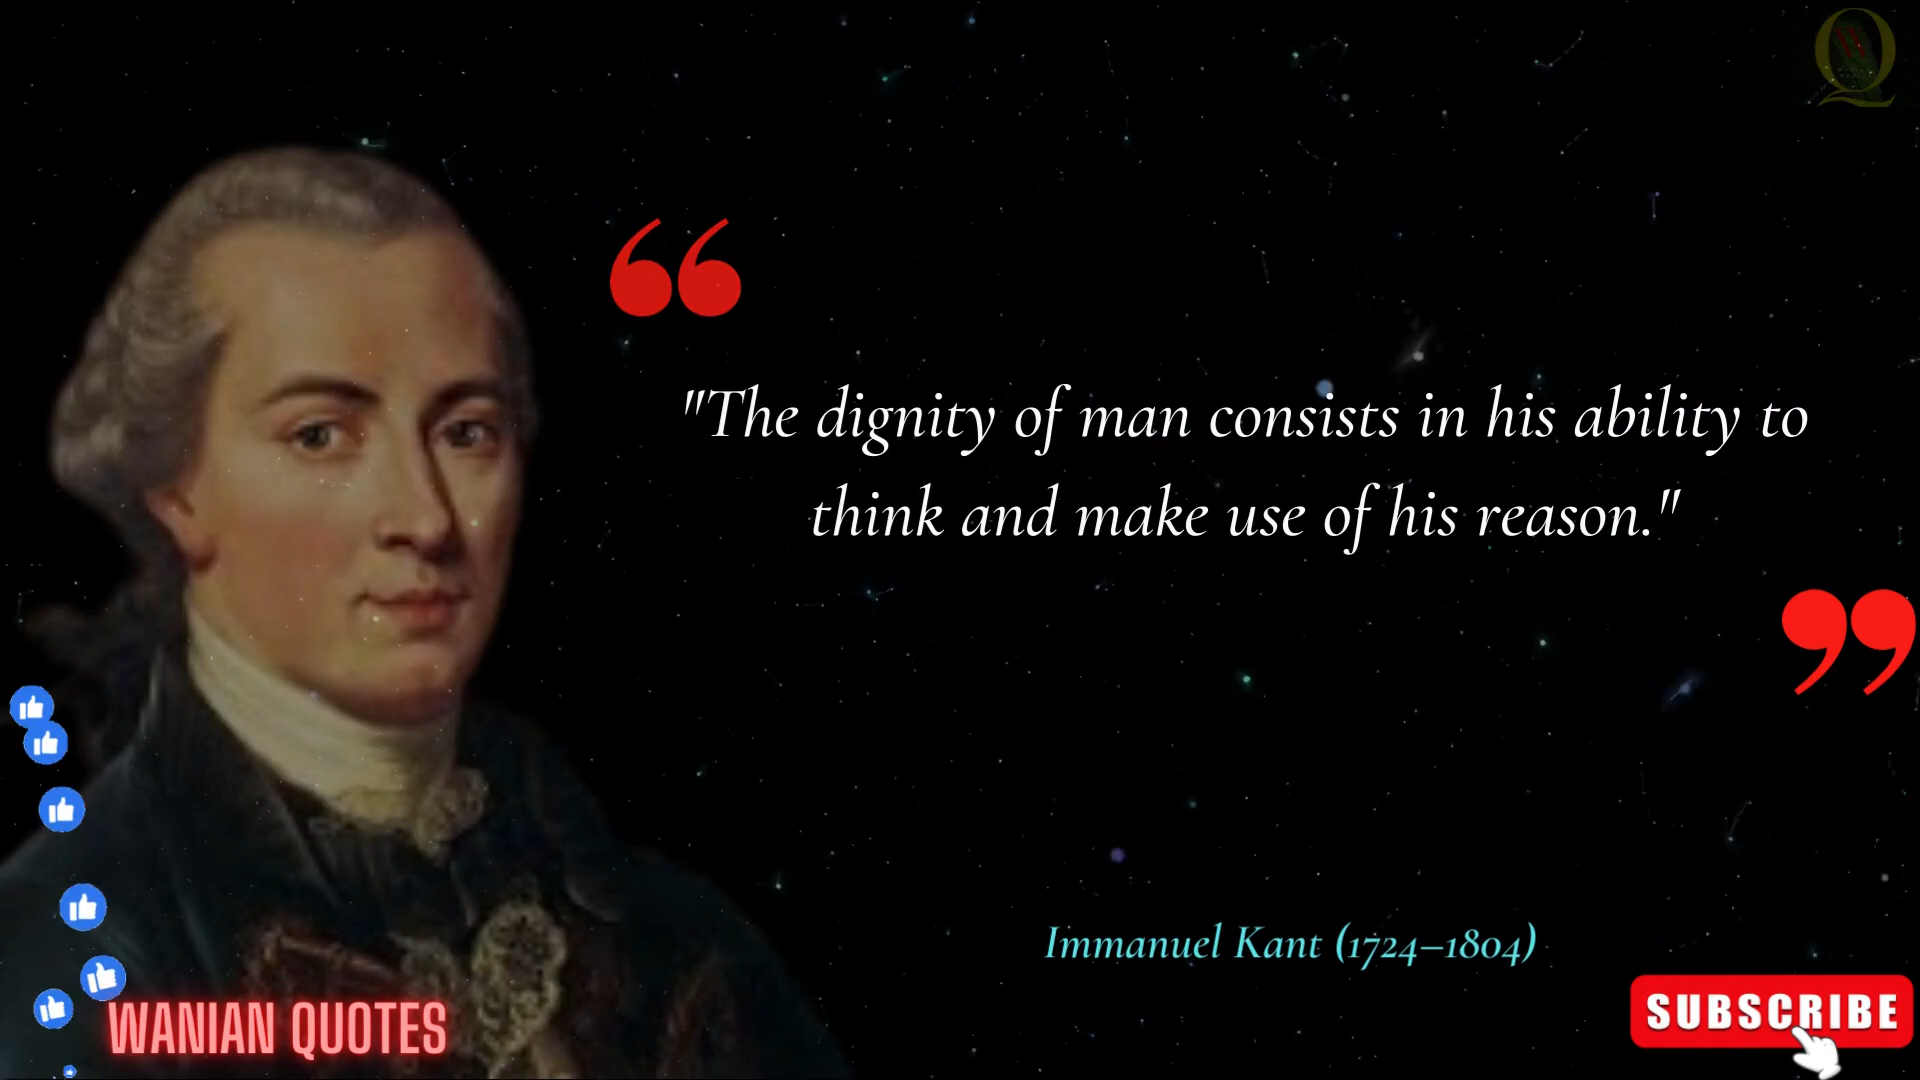 "The dignity of man consists in his ability to
think and make use of his reason."
Immanuel Kant (1724–1804)
WANIAN QUOTES
SUBSCRIBE